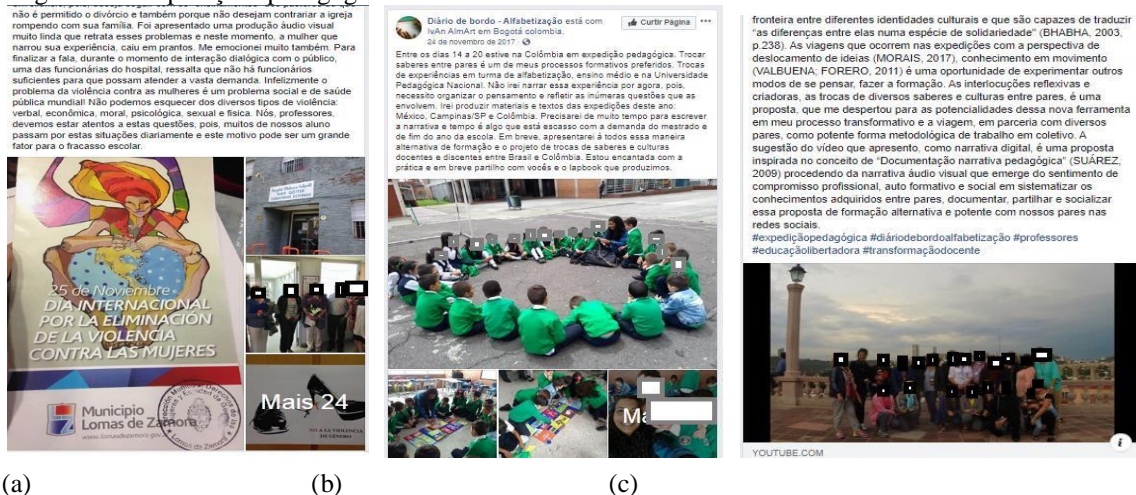 não é permitido o divórcio e também porque não desejam contrariar a igreja
rompendo com sua família. Foi apresentado uma produção áudio visual
muito linda que retrata esses problemas e neste momento, a mulher que
narrou sua experiência, caiu em prantos. Me emocionei muito também. Para
finalizar a fala, durante o momento de interação dialógica com o público,
uma das funcionárias do hospital, ressalta que não há funcionários
suficientes para que possam atender a vasta demanda. Infelizmente o
problema da violência contra as mulheres é um problema social e de saúde
pública mundial! Não podemos esquecer dos diversos tipos de violência:
verbal, econômica, moral, psicológica, sexual e física. Nós, professores,
devemos estar atentos a estas questões, pois, muitos de nossos aluno
passam por estas situações diariamente e este motivo pode ser um grande
fator para o fracasso escolar.
25 de Noviembre
DÍA INTERNACIONAL
POR LA ELIMINACIÓN
DE LA VIOLENCIA
CONTRA LAS MUJERES
Municipio
Lomas de Zamora
www.lomasdezamora.gov
Mais 24
NO A LA VIOLENCIA
DE GÉNERO
Diário de bordo - Alfabetização está com
IvAn AlmArt em Bogotá colombia.
24 de novembro de 2017
Curtir Página
Entre os dias 14 a 20 estive na Colômbia em expedição pedagógica. Trocar
saberes entre pares é um de meus processos formativos preferidos. Trocas
de experiências em turma de alfabetização, ensino médio e na Universidade
Pedagógica Nacional. Não irei narrar essa experiência por agora, pois,
necessito organizar o pensamento e refletir as inúmeras questões que as
envolvem. Irei produzir materiais e textos das expedições deste ano:
México, Campinas/SP e Colômbia. Precisarei de muito tempo para escrever
a narrativa e tempo é algo que está escasso com a demanda do mestrado e
de fim do ano da escola. Em breve, apresentarei á todos essa maneira
alternativa de formação e o projeto de trocas de saberes e culturas
docentes e discentes entre Brasil e Colômbia. Estou encantada com a
prática e em breve partilho com vocês e o lapbook que produzimos.
Ma
fronteira entre diferentes identidades culturais e que são capazes de traduzir
“as diferenças entre elas numa espécie de solidariedade” (BHABHA, 2003,
p.238). As viagens que ocorrem nas expedições com a perspectiva de
deslocamento de ideias (MORAIS, 2017), conhecimento em movimento
(VALBUENA; FORERO, 2011) é uma oportunidade de experimentar outros
modos de se pensar, fazer a formação. As interlocuções reflexivas e
criadoras, as trocas de diversos saberes e culturas entre pares, é uma
proposta, que me despertou para as potencialidades dessa nova ferramenta
em meu processo transformativo e a viagem, em parceria com diversos
pares, como potente forma metodológica de trabalho em coletivo. A
sugestão do vídeo que apresento, como narrativa digital, é uma proposta
inspirada no conceito de “Documentação narrativa pedagógica” (SUÁREZ,
2009) procedendo da narrativa áudio visual que emerge do sentimento de
compromisso profissional, auto formativo e social em sistematizar os
conhecimentos adquiridos entre pares, documentar, partilhar e socializar
essa proposta de formação alternativa e potente com nossos pares nas
redes sociais.
#expediçãopedagógica #diáriodebordoalfabetização #professores
#educaçãolibertadora #transformaçãodocente
YOUTUBE.COM
(a) (b) (c)